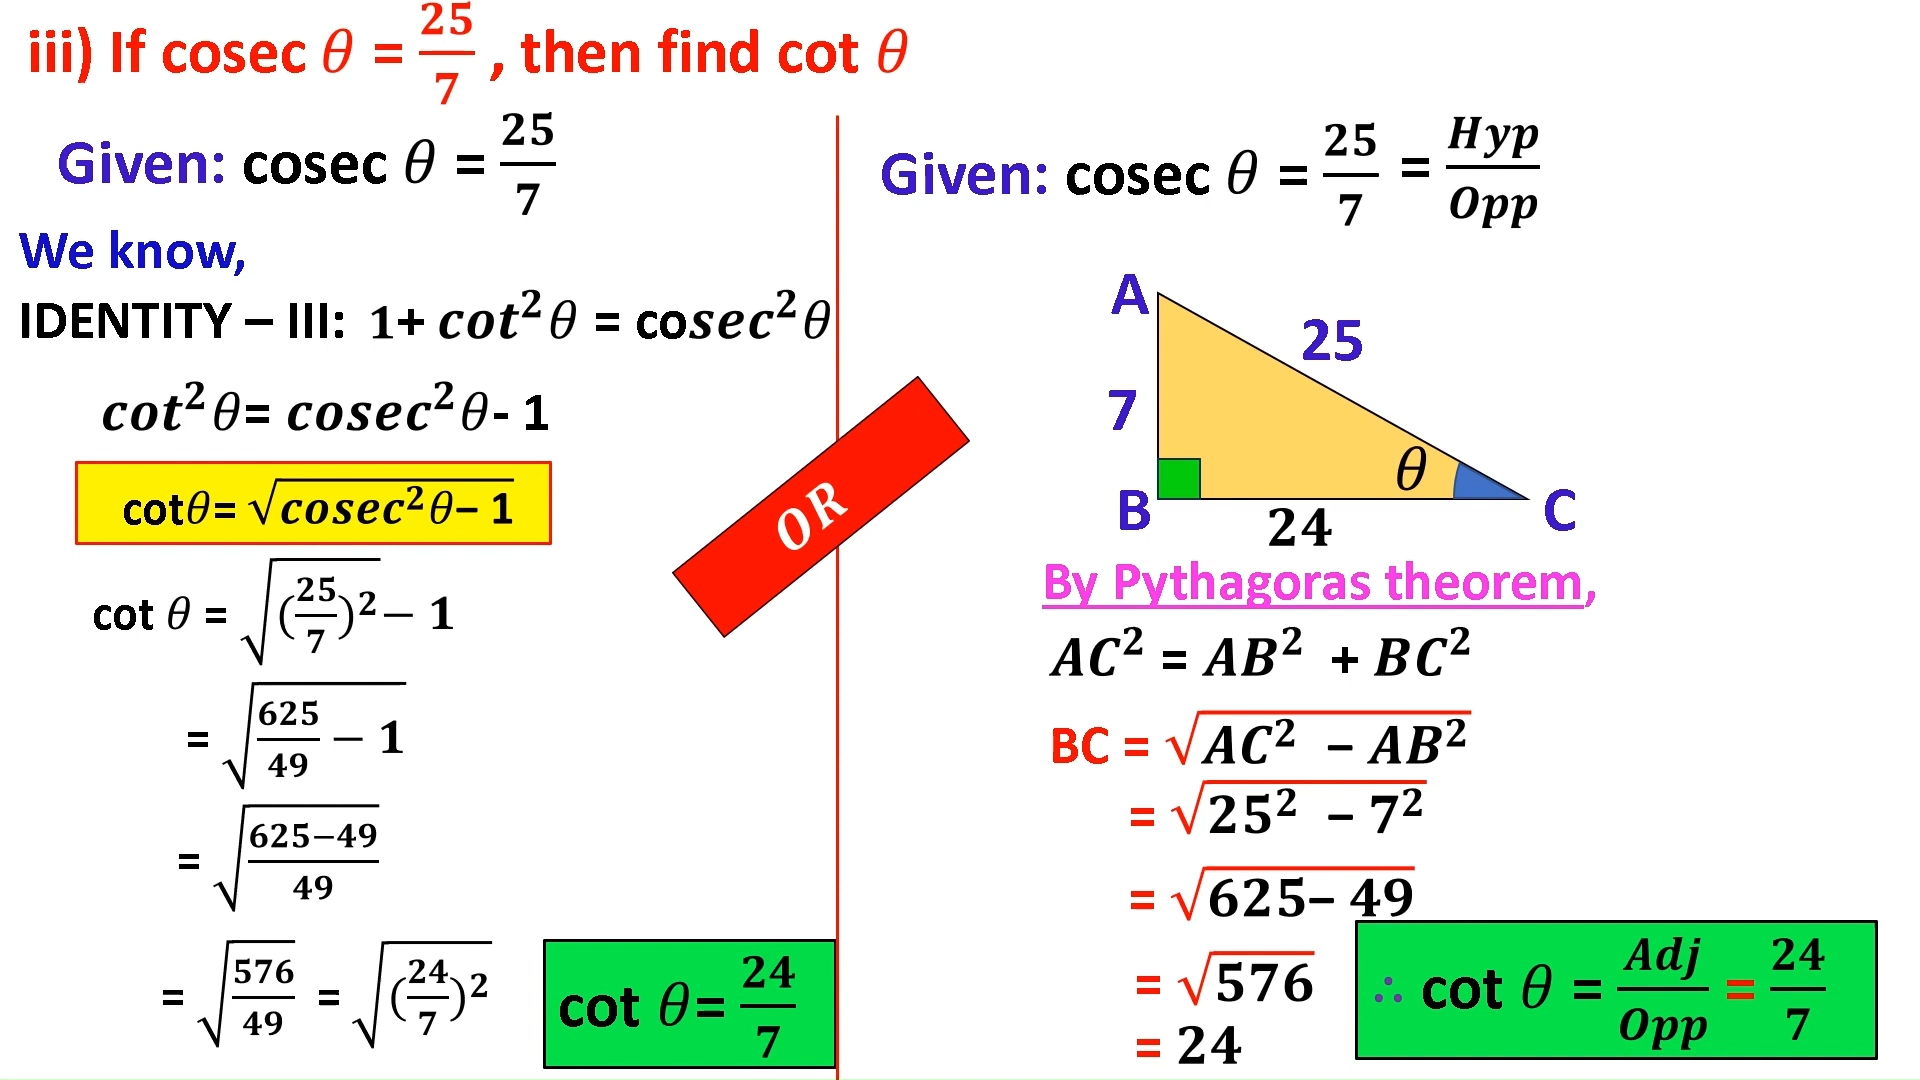 iii) If cosec θ = 25/7 , then find cot θ
Given: cosec θ = 25/7
We know,
IDENTITY – III: 1+ cot²θ = cosec²θ
cot²θ= cosec²θ- 1
cotθ= √(cosec²θ– 1)
cot θ = √((25/7)²) – 1
= √(625/49 – 1)
= √((625–49)/49)
= √(576/49) = √((24/7)²)
cot θ= 24/7
OR
Given: cosec θ = 25/7 = Hyp/Opp
A
25
7
θ
B
C
24
By Pythagoras theorem,
AC² = AB² + BC²
BC = √(AC² – AB²)
= √(25² – 7²)
= √(625– 49)
= √576
= 24
∴ cot θ = Adj/Opp = 24/7